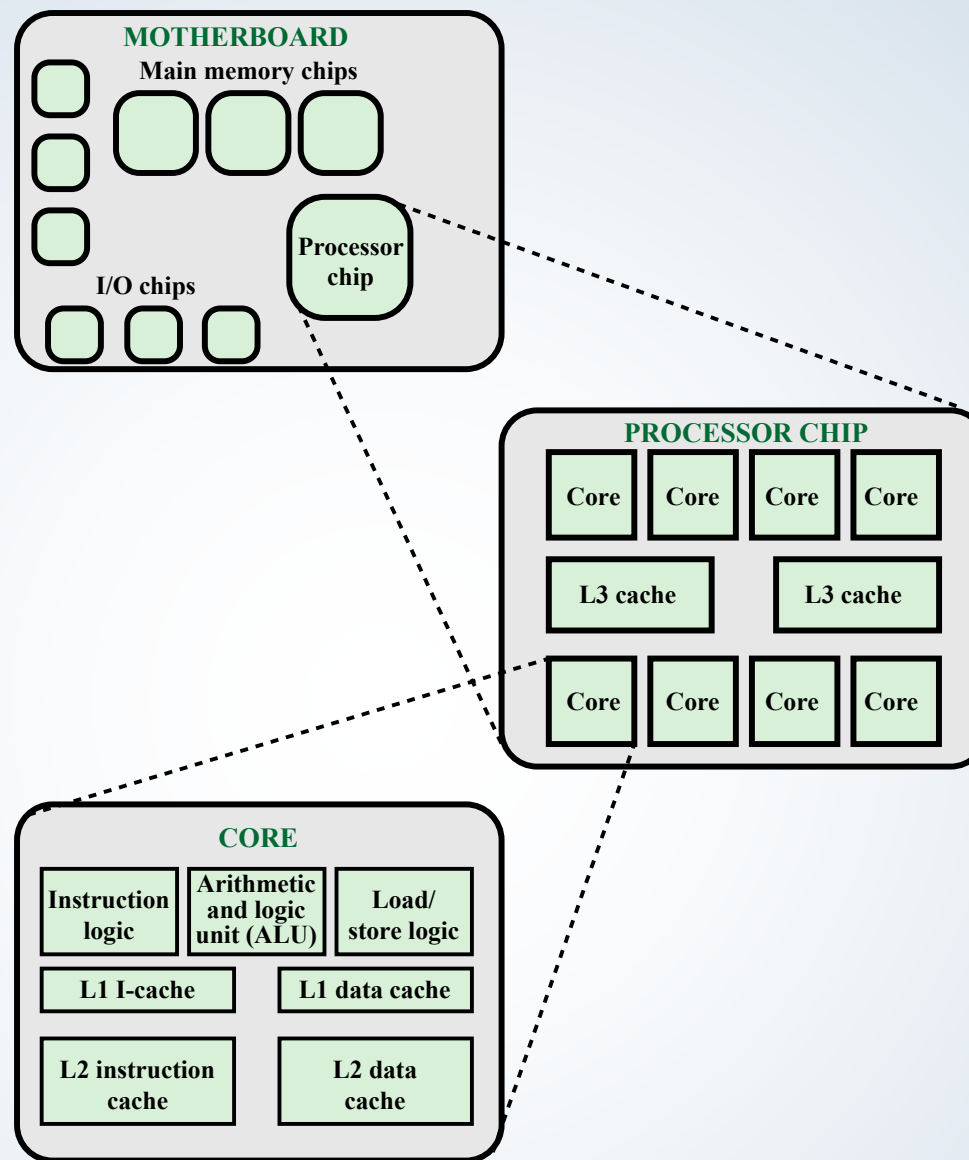 MOTHERBOARD
Main memory chips
Processor
chip
I/O chips
PROCESSOR CHIP
Core
Core
Core
Core
L3 cache
L3 cache
Core
Core
Core
Core
CORE
Instruction
logic
Arithmetic
and logic
unit (ALU)
Load/
store logic
L1 I-cache
L1 data cache
L2 instruction
cache
L2 data
cache